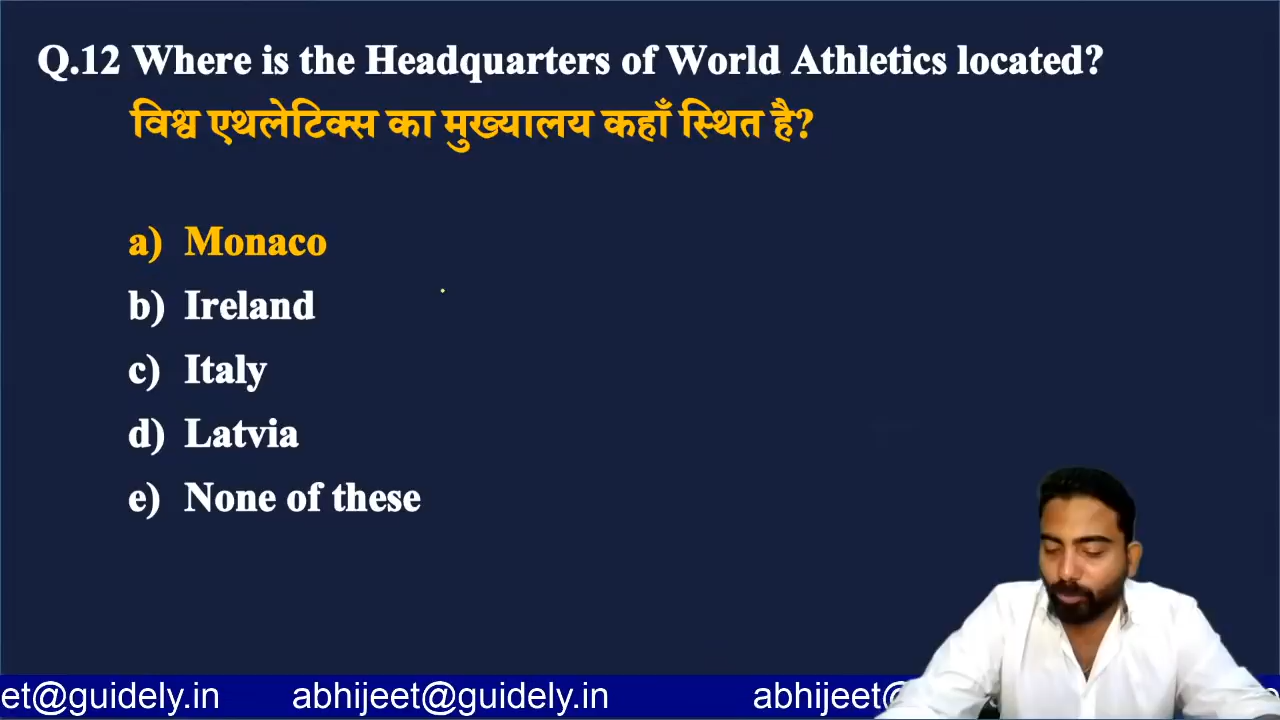 Q.12 Where is the Headquarters of World Athletics located?
विश्व एथलेटिक्स का मुख्यालय कहाँ स्थित है?
a) Monaco
b) Ireland
c) Italy
d) Latvia
e) None of these
et@guidely.in abhijeet@guidely.in abhijeet@